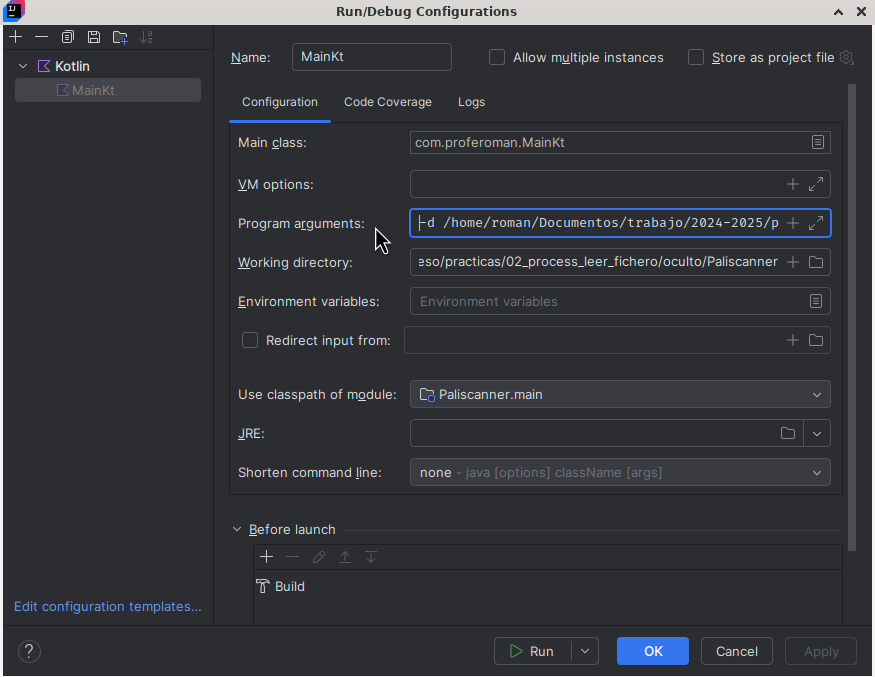 Run/Debug Configurations
Kotlin
MainKt
Name: MainKt Allow multiple instances Store as project file
Configuration Code Coverage Logs
Main class: com.proferoman.MainKt
VM options:
Program arguments: -d /home/roman/Documentos/trabajo/2024-2025/p
Working directory: eso/practicas/02_process_leer_fichero/oculto/Paliscanner
Environment variables: Environment variables
Redirect input from:
Use classpath of module: Paliscanner.main
JRE:
Shorten command line: none - java [options] className [args]
Before launch
Build
Edit configuration templates...
? Run OK Cancel Apply